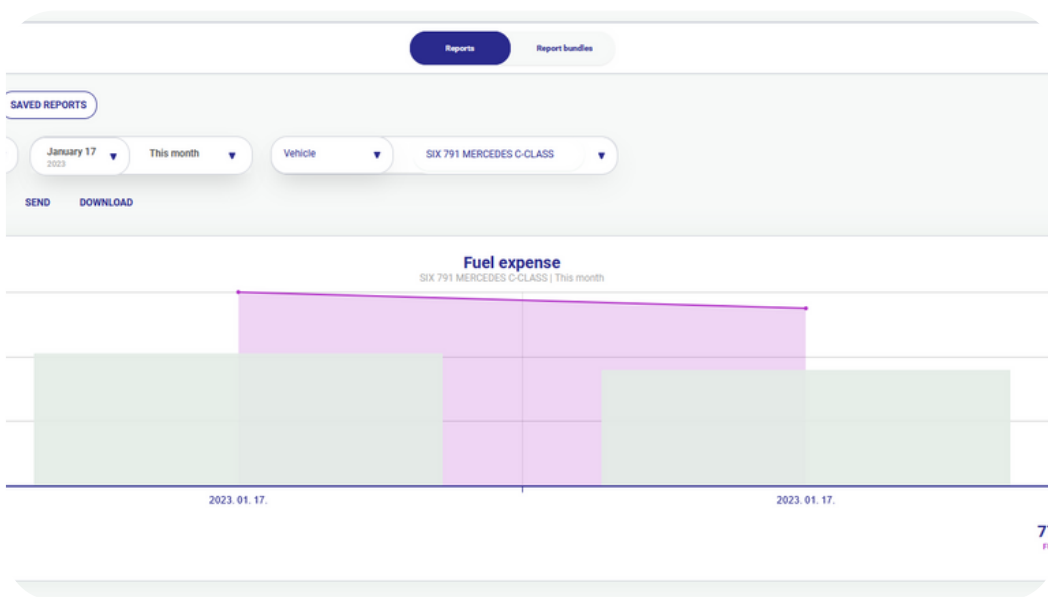 Reports Report bundles
SAVED REPORTS
January 17 This month Vehicle SIX 791 MERCEDES C-CLASS
2023
SEND DOWNLOAD
Fuel expense
SIX 791 MERCEDES C-CLASS | This month
2023. 01. 17. 2023. 01. 17.